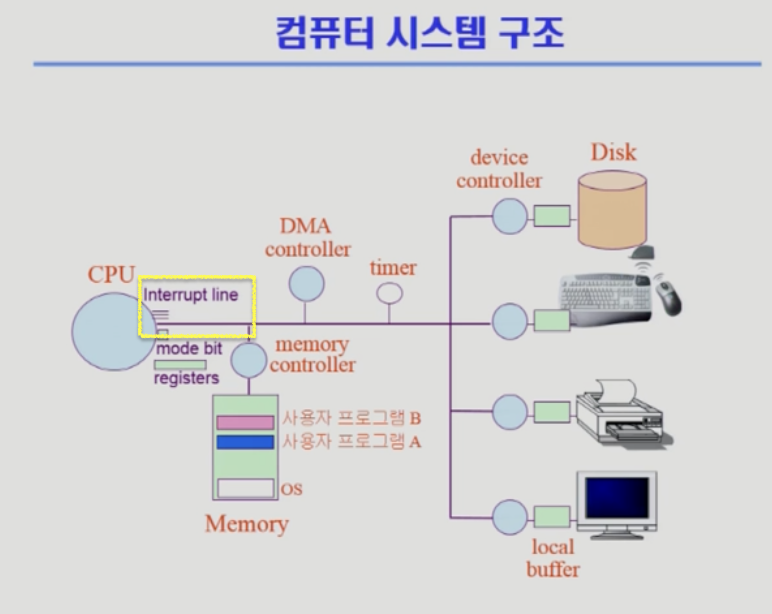 컴퓨터 시스템 구조
device
controller
Disk
DMA
controller
timer
CPU
Interrupt line
mode bit
registers
memory
controller
사용자 프로그램 B
사용자 프로그램 A
OS
Memory
local
buffer